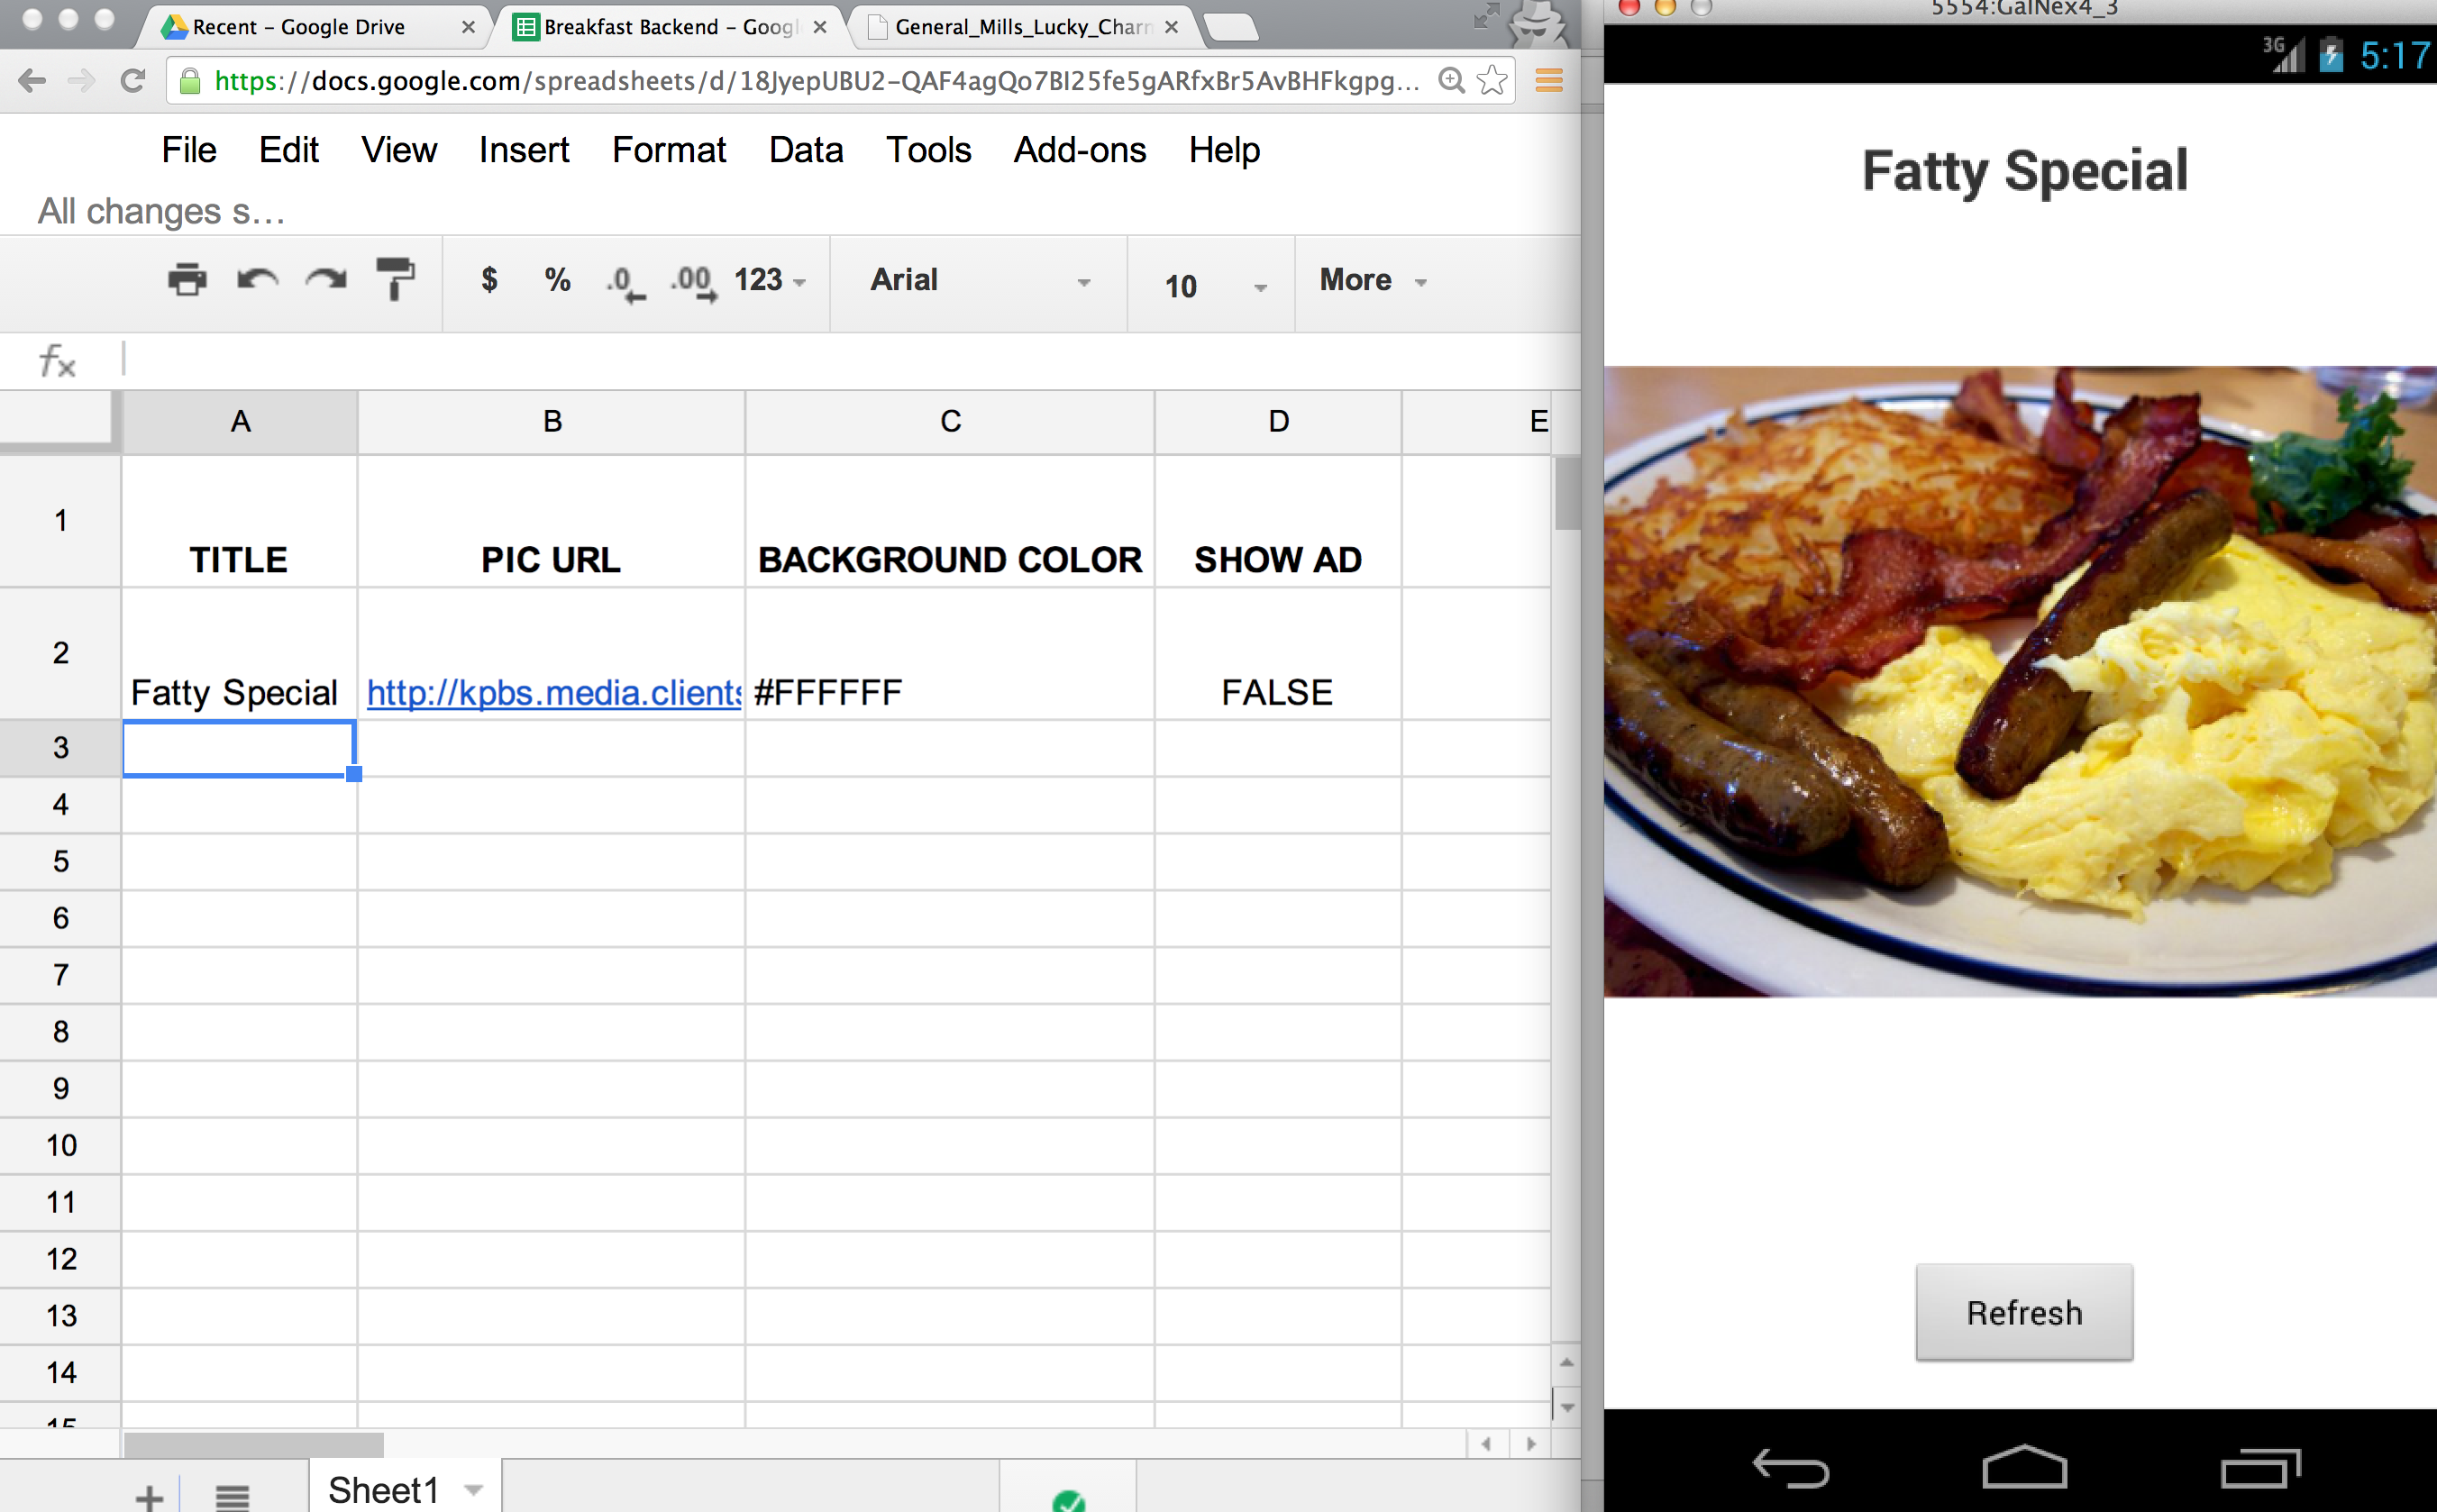 Recent – Google Drive
Breakfast Backend – Googl
General_Mills_Lucky_Charn
5554:GalNex4_3
https://docs.google.com/spreadsheets/d/18JyepUBU2-QAF4agQo7BI25fe5gARfxBr5AvBHFkgpg...
3G 5:17
File Edit View Insert Format Data Tools Add-ons Help
All changes s...
$ % .0 .00 123 Arial 10 More
fx
A B C D E
1 TITLE PIC URL BACKGROUND COLOR SHOW AD
2 Fatty Special http://kpbs.media.clients #FFFFFF FALSE
3
4
5
6
7
8
9
10
11
12
13
14
15
Sheet1
Fatty Special
Refresh